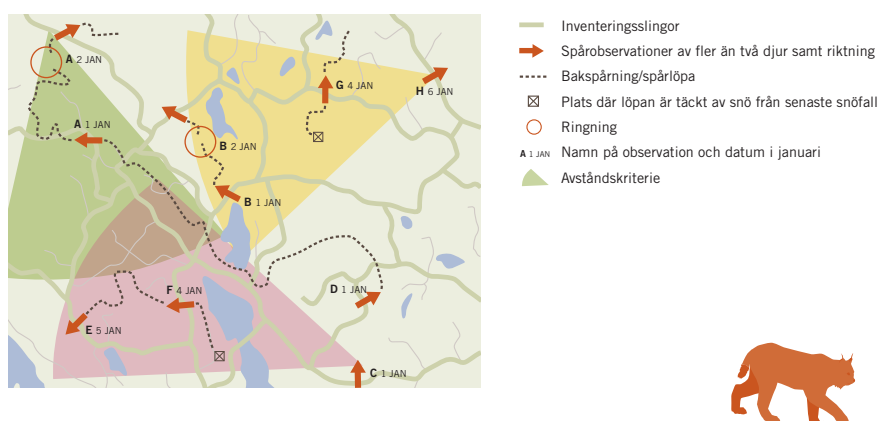 A 2 JAN
G 4 JAN
H 6 JAN
A 1 JAN
B 2 JAN
B 1 JAN
D 1 JAN
F 4 JAN
E 5 JAN
C 1 JAN
Inventeringsslingor
Spårobservationer av fler än två djur samt riktning
Bakspårning/spårlöpa
Plats där löpan är täckt av snö från senaste snöfall
Ringning
A 1 JAN Namn på observation och datum i januari
Avståndskriterie